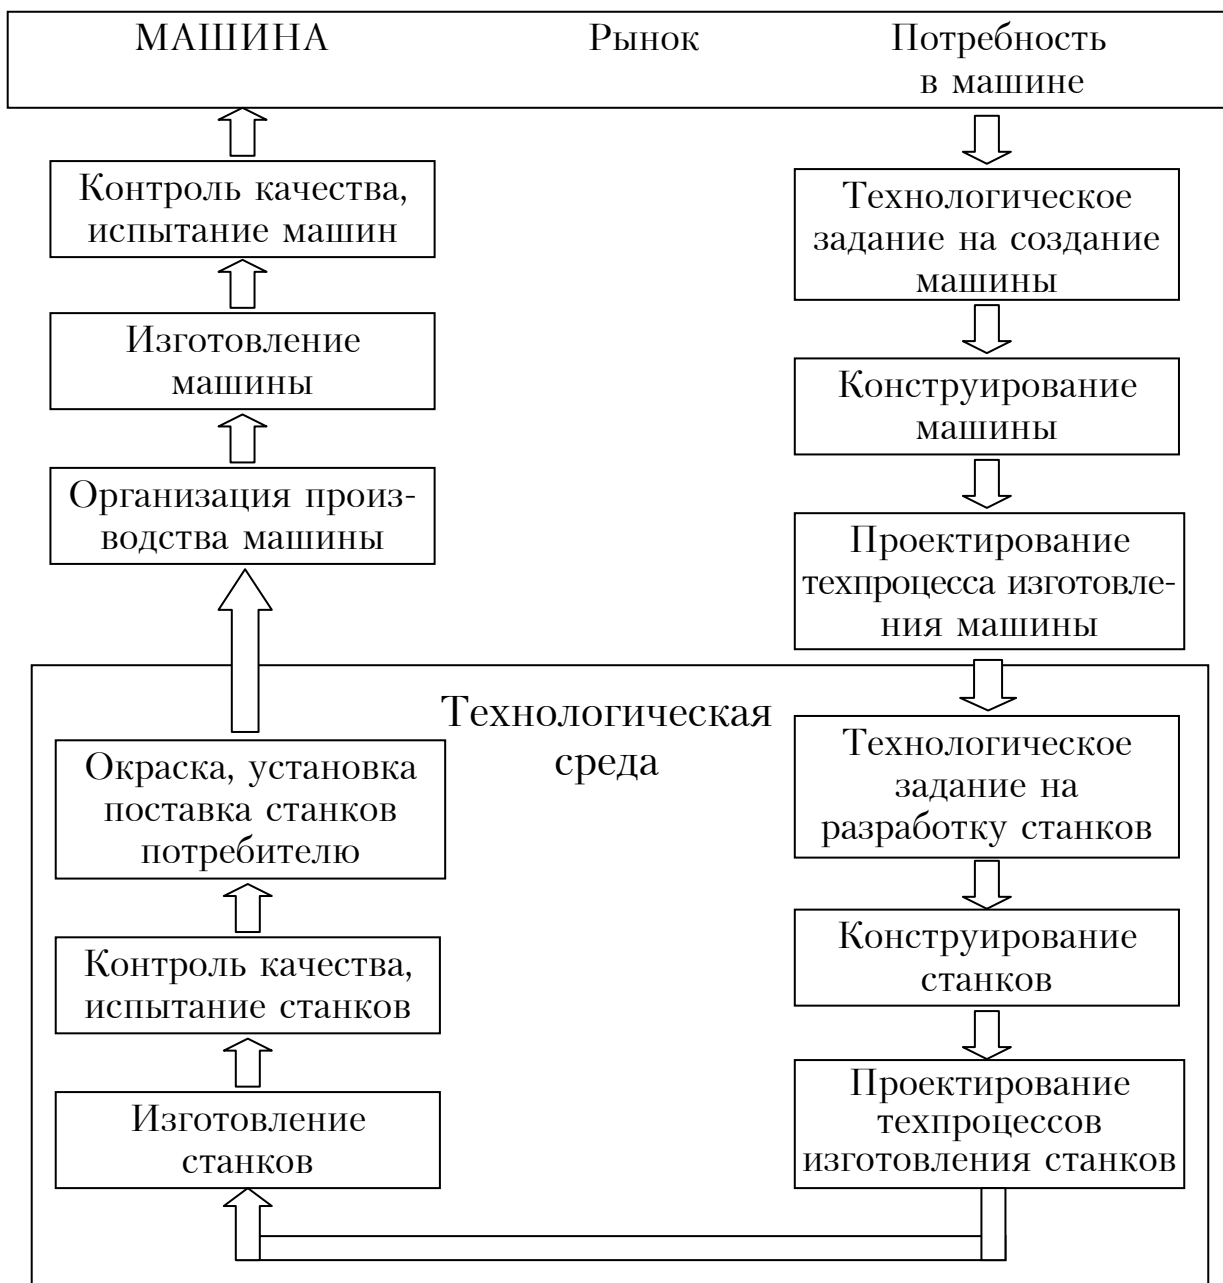 МАШИНА
Рынок
Потребность
в машине
Контроль качества,
испытание машин
Изготовление
машины
Организация произ-
водства машины
Технологическое
задание на создание
машины
Конструирование
машины
Проектирование
техпроцесса изготовле-
ния машины
Технологическая
среда
Окраска, установка
поставка станков
потребителю
Контроль качества,
испытание станков
Изготовление
станков
Технологическое
задание на
разработку станков
Конструирование
станков
Проектирование
техпроцессов
изготовления станков